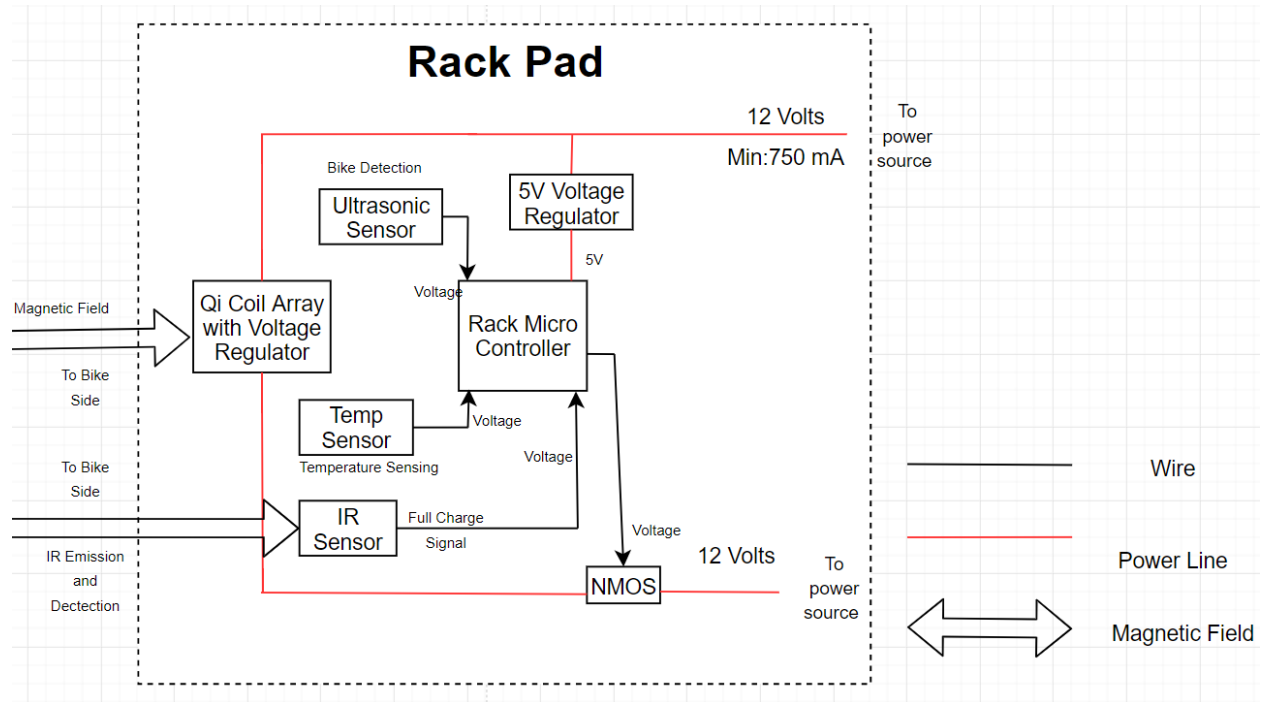 Rack Pad
12 Volts
Min:750 mA
To
power
source
Bike Detection
Ultrasonic
Sensor
5V Voltage
Regulator
5V
Voltage
Magnetic Field
Qi Coil Array
with Voltage
Regulator
Rack Micro
Controller
To Bike
Side
Temp
Sensor
Voltage
Temperature Sensing
Voltage
To Bike
Side
IR
Sensor
Full Charge
Signal
IR Emission
and
Dectection
Voltage
NMOS
12 Volts
To
power
source
Wire
Power Line
Magnetic Field